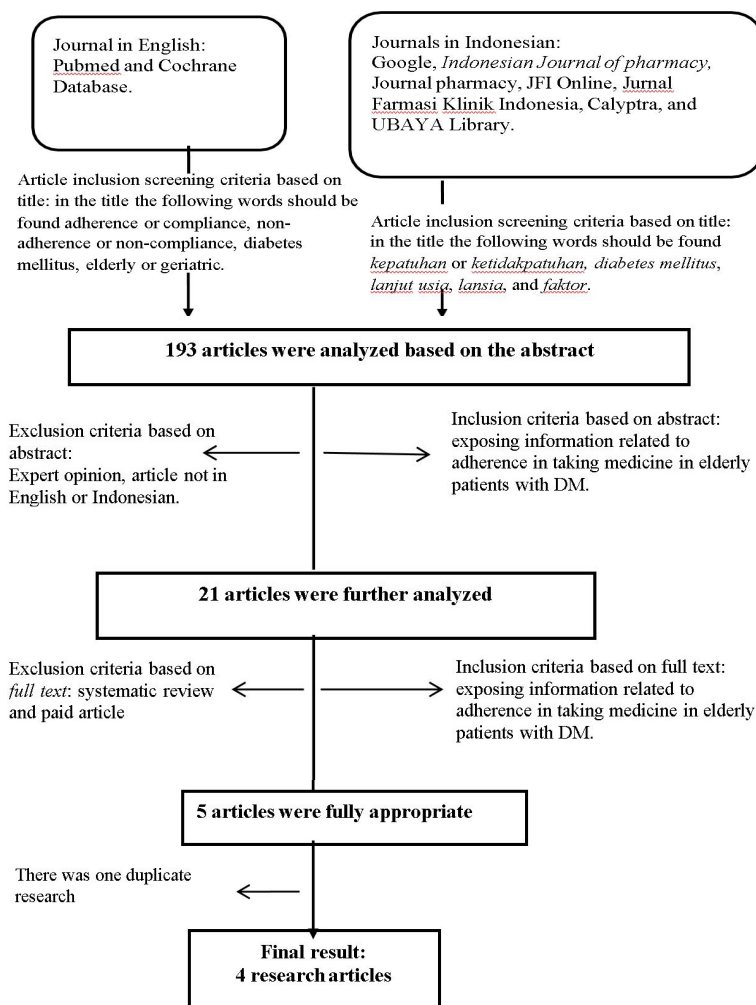 Journal in English:
Pubmed and Cochrane
Database.
Journals in Indonesian:
Google, Indonesian Journal of pharmacy,
Journal pharmacy, JFI Online, Jurnal
Farmasi Klinik Indonesia, Calyptra, and
UBAYA Library.
Article inclusion screening criteria based on
title: in the title the following words should be
found adherence or compliance, non-
adherence or non-compliance, diabetes
mellitus, elderly or geriatric.
Article inclusion screening criteria based on title:
in the title the following words should be found
kepatuhan or ketidakpatuhan, diabetes mellitus,
lanjut usia, lansia, and faktor.
193 articles were analyzed based on the abstract
Exclusion criteria based on
abstract:
Expert opinion, article not in
English or Indonesian.
Inclusion criteria based on abstract:
exposing information related to
adherence in taking medicine in elderly
patients with DM.
21 articles were further analyzed
Exclusion criteria based on
full text: systematic review
and paid article
Inclusion criteria based on full text:
exposing information related to
adherence in taking medicine in elderly
patients with DM.
5 articles were fully appropriate
There was one duplicate
research
Final result:
4 research articles